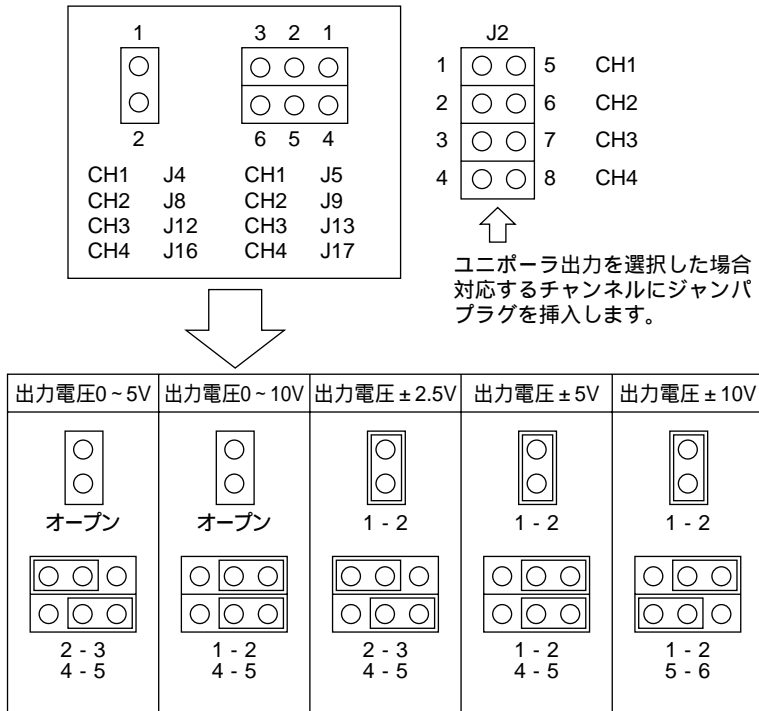 1 3 2 1
2 6 5 4
CH1 J4 CH1 J5
CH2 J8 CH2 J9
CH3 J12 CH3 J13
CH4 J16 CH4 J17
J2
1 5 CH1
2 6 CH2
3 7 CH3
4 8 CH4
ユニポーラ出力を選択した場合
対応するチャンネルにジャンパ
プラグを挿入します。
出力電圧0~5V 出力電圧0~10V 出力電圧±2.5V 出力電圧±5V 出力電圧±10V
オープン オープン 1 - 2 1 - 2 1 - 2
2 - 3 1 - 2 2 - 3 1 - 2 1 - 2
4 - 5 4 - 5 4 - 5 4 - 5 5 - 6